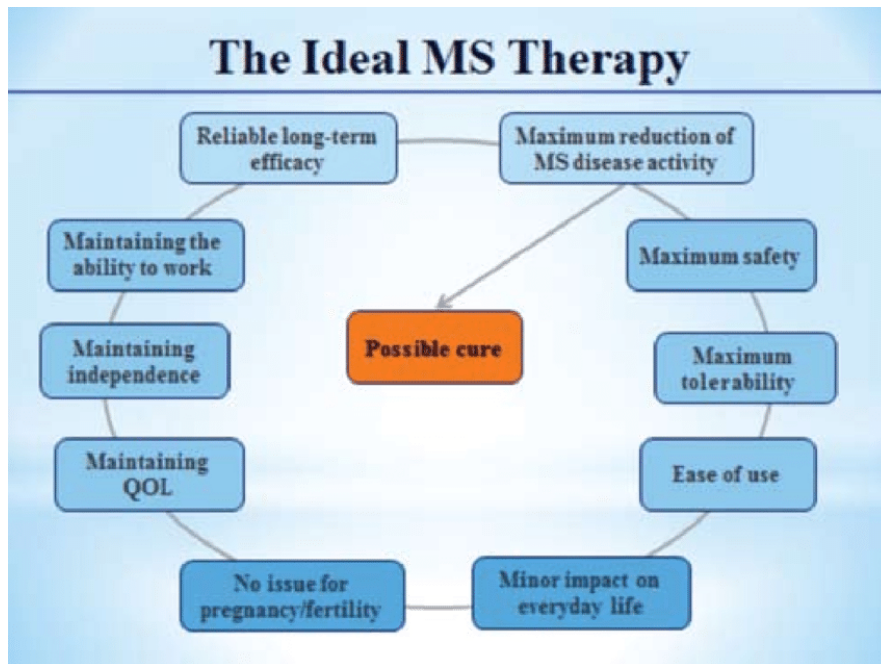 The Ideal MS Therapy
Reliable long-term
efficacy
Maximum reduction of
MS disease activity
Maintaining the
ability to work
Maximum safety
Possible cure
Maintaining
independence
Maximum
tolerability
Maintaining
QOL
Ease of use
No issue for
pregnancy/fertility
Minor impact on
everyday life